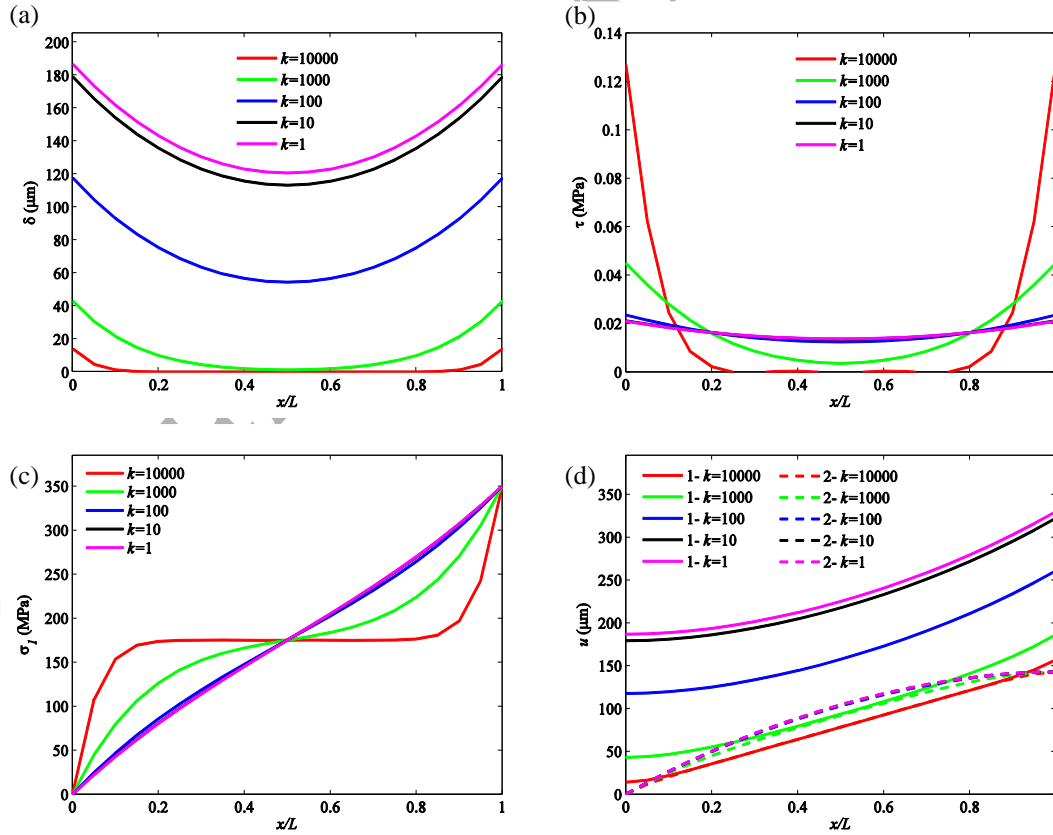 (a)
200
180
160
140
120
100
80
60
40
20
0
δ (μm)
k=10000
k=1000
k=100
k=10
k=1
0 0.2 0.4 0.6 0.8 1
x/L
(b)
0.14
0.12
0.1
0.08
0.06
0.04
0.02
0
τ (MPa)
k=10000
k=1000
k=100
k=10
k=1
0 0.2 0.4 0.6 0.8
x/L
(c)
350
300
250
200
150
100
50
0
σ1 (MPa)
k=10000
k=1000
k=100
k=10
k=1
0 0.2 0.4 0.6 0.8 1
x/L
(d)
350
300
250
200
150
100
50
0
u (μm)
1- k=10000 2- k=10000
1- k=1000 2- k=1000
1- k=100 2- k=100
1- k=10 2- k=10
1- k=1 2- k=1
0 0.2 0.4 0.6 0.8
x/L